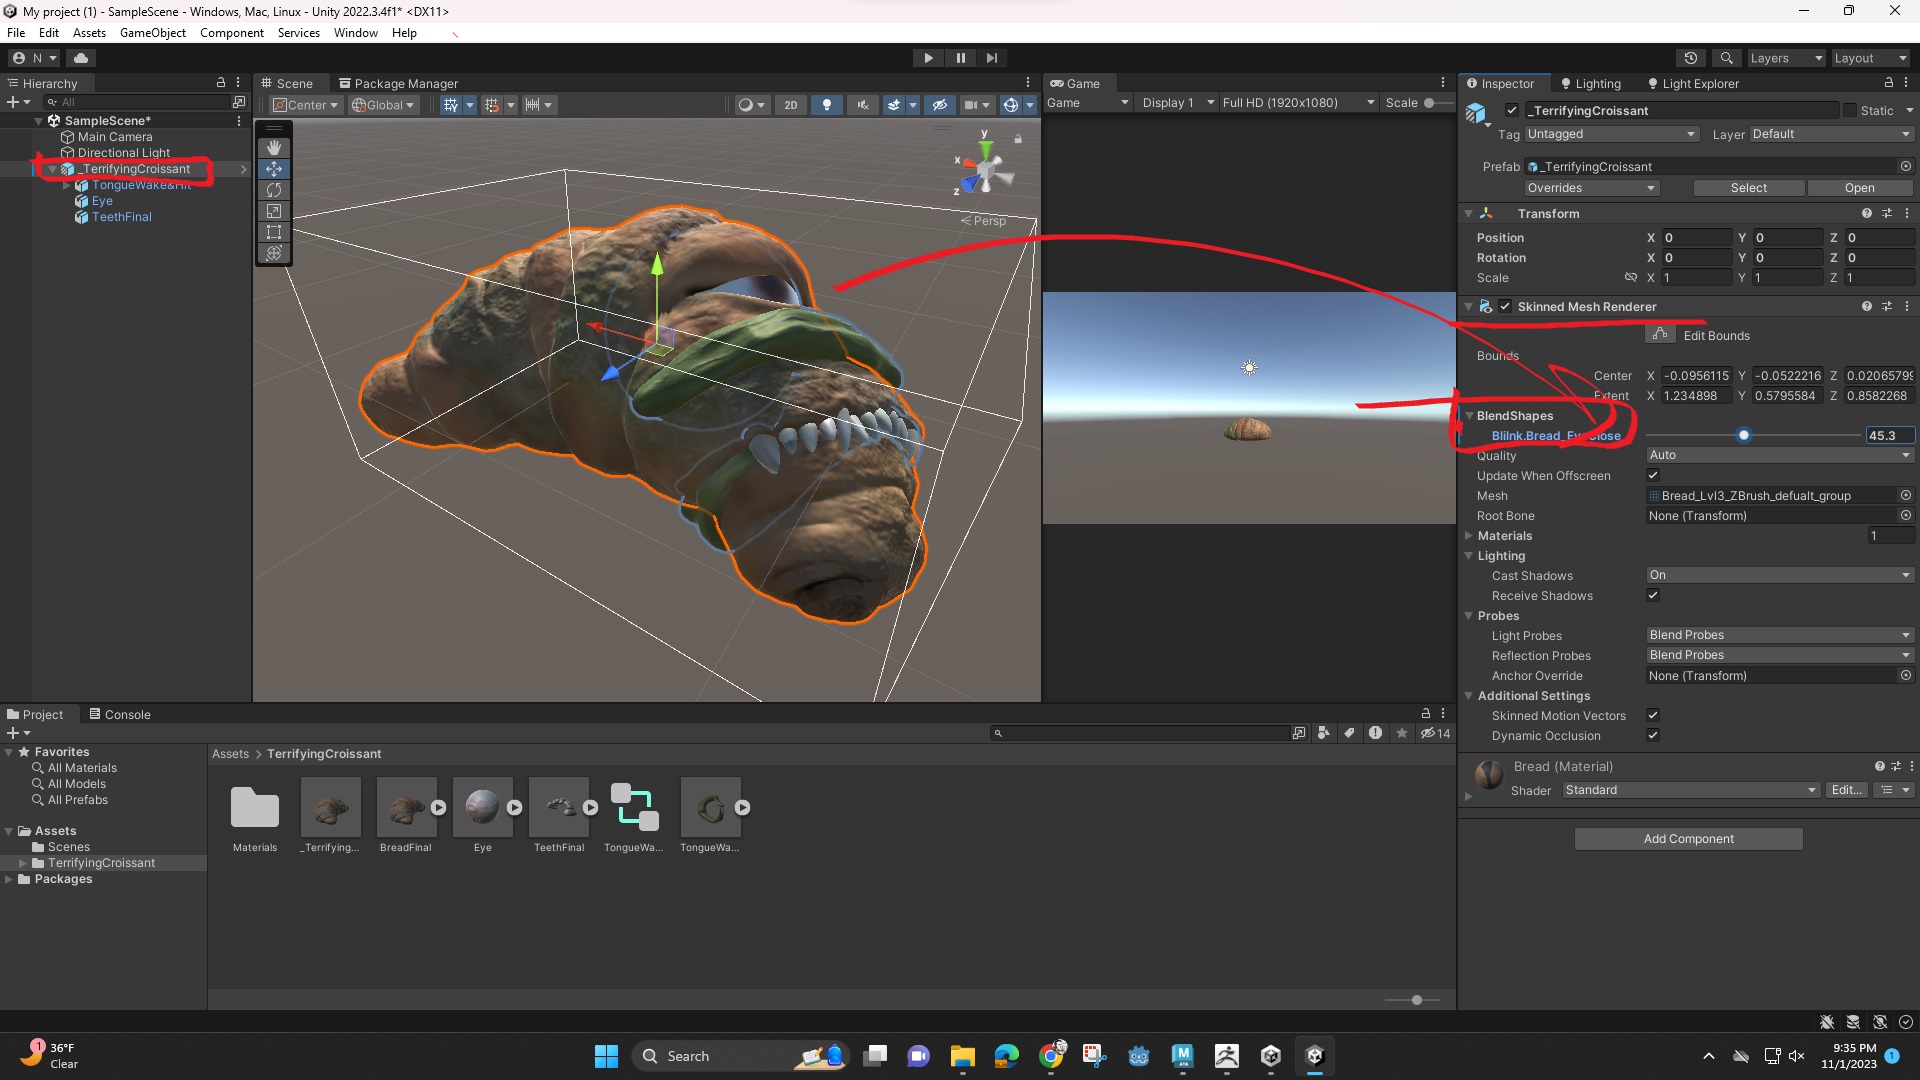 My project (1) - SampleScene - Windows, Mac, Linux - Unity 2022.3.4f1* <DX11>
File Edit Assets GameObject Component Services Window Help
N Layers Layout
Hierarchy
All
SampleScene*
Main Camera
Directional Light
_TerrifyingCroissant
TongueWake&Hit
Eye
TeethFinal
Scene Package Manager
Center Global 2D
y
x
z
Persp
Game
Game Display 1 Full HD (1920x1080) Scale
Inspector Lighting Light Explorer
_TerrifyingCroissant Static
Tag Untagged Layer Default
Prefab _TerrifyingCroissant
Overrides Select Open
Transform
Position X 0 Y 0 Z 0
Rotation X 0 Y 0 Z 0
Scale X 1 Y 1 Z 1
Skinned Mesh Renderer
Edit Bounds
Bounds
Center X -0.0956115 Y -0.0522216 Z 0.02065799
Extent X 1.234898 Y 0.5795584 Z 0.8582268
BlendShapes
45.3
Quality Auto
Update When Offscreen
Mesh Bread_Lvl3_ZBrush_defualt_group
Root Bone None (Transform)
Materials 1
Lighting
Cast Shadows On
Receive Shadows
Probes
Light Probes Blend Probes
Reflection Probes Blend Probes
Anchor Override None (Transform)
Additional Settings
Skinned Motion Vectors
Dynamic Occlusion
Bread (Material)
Shader Standard Edit...
Add Component
Project Console
14
Favorites
All Materials
All Models
All Prefabs
Assets
Scenes
TerrifyingCroissant
Packages
Assets > TerrifyingCroissant
Materials _Terrifying... BreadFinal Eye TeethFinal TongueWa... TongueWa...
1 36°F
Clear
Search
9:35 PM
11/1/2023
1